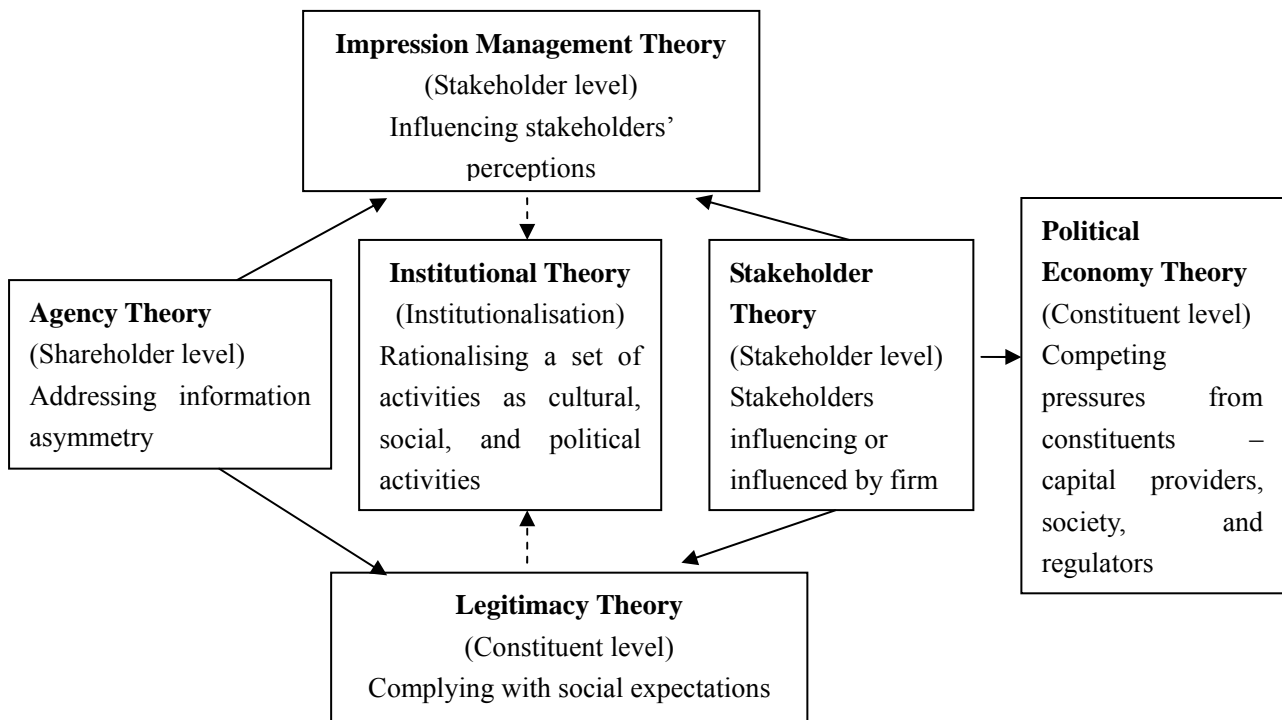 Impression Management Theory
(Stakeholder level)
Influencing stakeholders’
perceptions
Agency Theory
(Shareholder level)
Addressing information
asymmetry
Institutional Theory
(Institutionalisation)
Rationalising a set of
activities as cultural,
social, and political
activities
Stakeholder
Theory
(Stakeholder level)
Stakeholders
influencing or
influenced by firm
Political
Economy Theory
(Constituent level)
Competing
pressures from
constituents –
capital providers,
society, and
regulators
Legitimacy Theory
(Constituent level)
Complying with social expectations